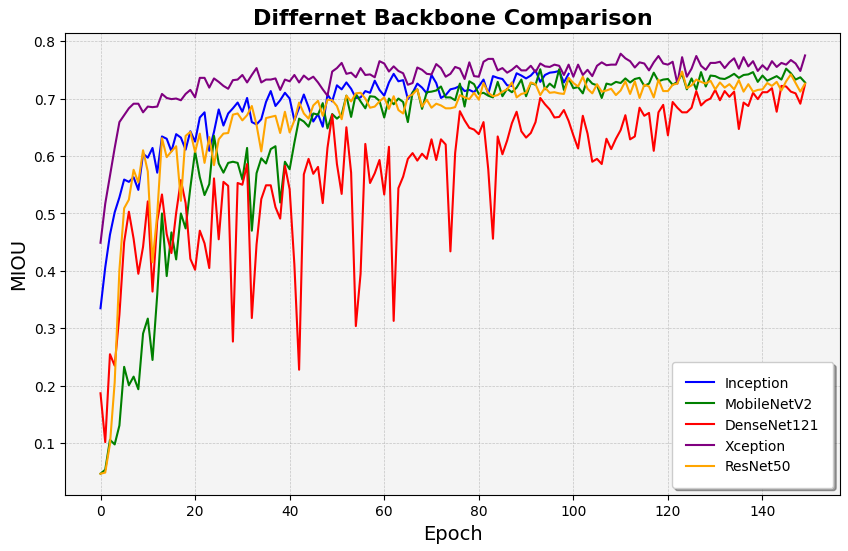 Differnet Backbone Comparison
MIOU
0.8
0.7
0.6
0.5
0.4
0.3
0.2
0.1
Inception
MobileNetV2
DenseNet121
Xception
ResNet50
0 20 40 60 80 100 120 140
Epoch